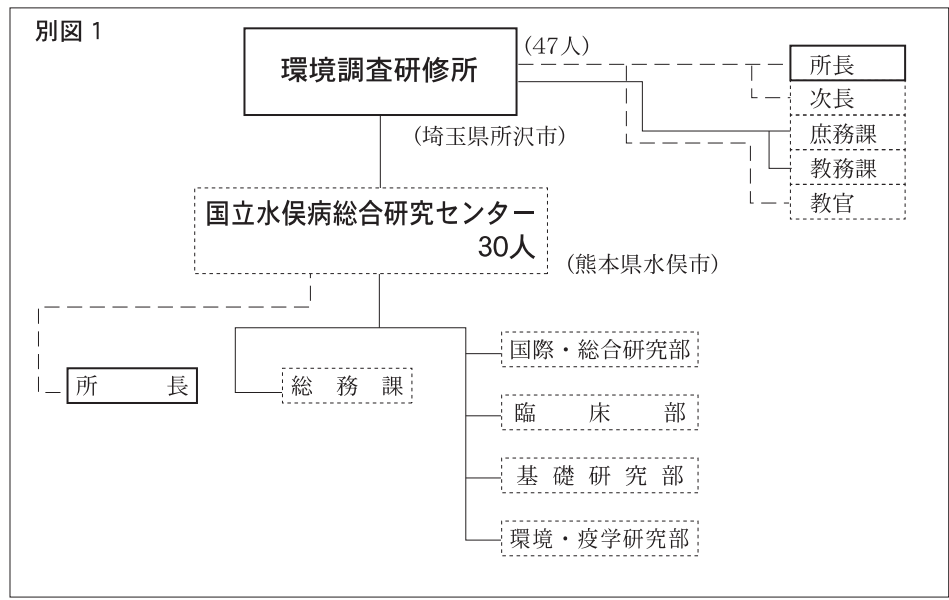 別図 1
環境調査研修所
(47人)
(埼玉県所沢市)
所長
次長
庶務課
教務課
教官
国立水俣病総合研究センター
30人
(熊本県水俣市)
所　　　長
総　務　課
国際・総合研究部
臨　　床　　部
基 礎 研 究 部
環境・疫学研究部